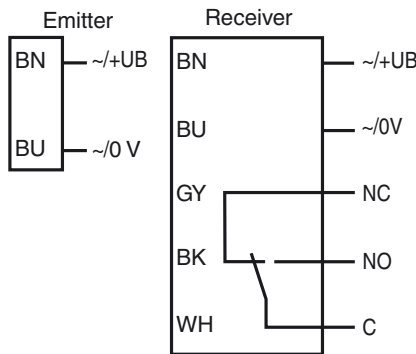 Emitter
BN ~/+UB
BU ~/0 V
Receiver
BN ~/+UB
BU ~/0V
GY NC
BK NO
WH C